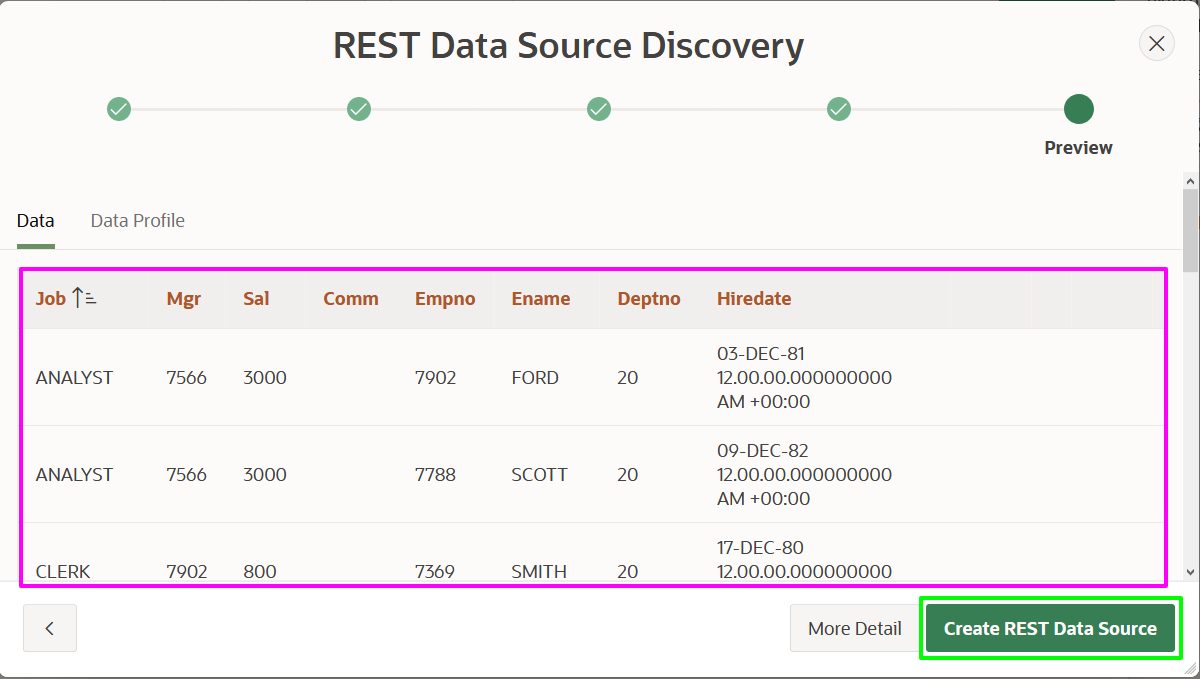 REST Data Source Discovery
Preview
Data Data Profile
Job Mgr Sal Comm Empno Ename Deptno Hiredate
03-DEC-81
ANALYST 7566 3000 7902 FORD 20 12.00.00.000000000
AM +00:00
09-DEC-82
ANALYST 7566 3000 7788 SCOTT 20 12.00.00.000000000
AM +00:00
17-DEC-80
CLERK 7902 800 7369 SMITH 20 12.00.00.000000000
More Detail Create REST Data Source